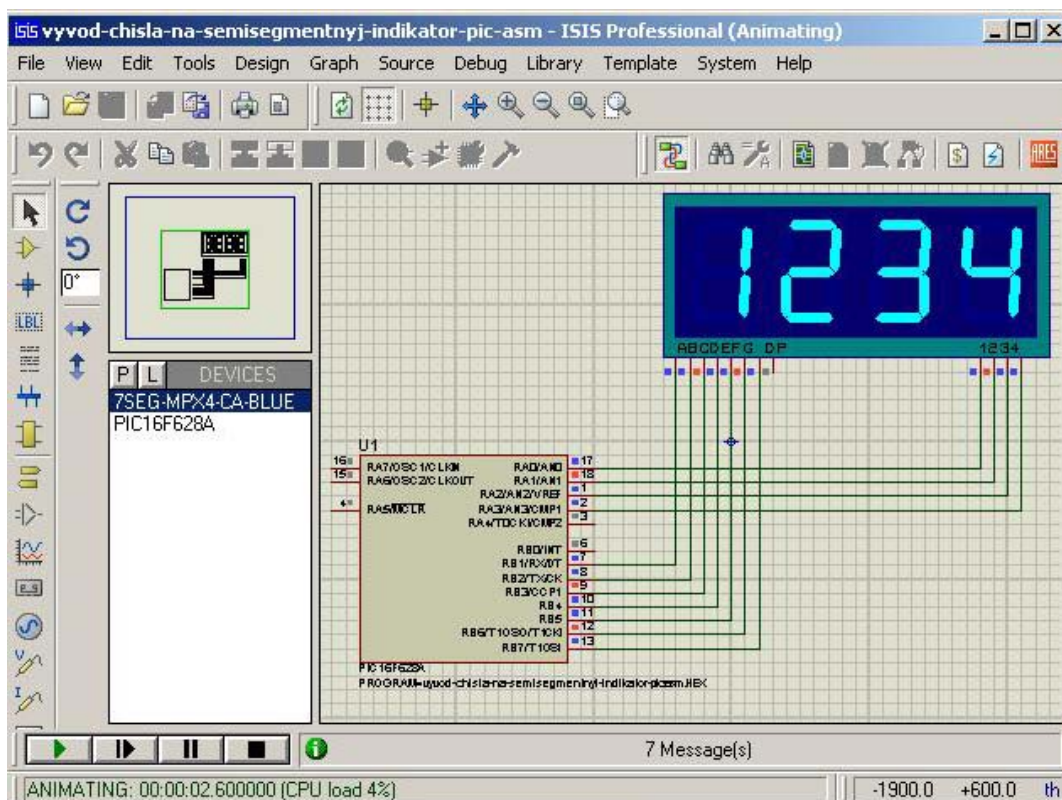 isis vyvod-chisla-na-semisegmentnyj-indikator-pic-asm - ISIS Professional (Animating)
File View Edit Tools Design Graph Source Debug Library Template System Help
ARES
0°
LBL
P L DEVICES
7SEG-MPX4-CA-BLUE
PIC16F628A
1234
ABCDEFG DP 1234
U1
16 RA7/OSC1/CLKIN RA0/AN0 17
15 RA6/OSC2/CLKOUT RA1/AN1 18
RA2/AN2/VREF 1
4 RA5/MCLR RA3/AN3/CMP1 2
RA4/T0CKI/CMP2 3
RB0/INT 6
RB1/RX/DT 7
RB2/TX/CK 8
RB3/CCP1 9
RB4 10
RB5 11
RB6/T1OSO/T1CKI 12
RB7/T1OSI 13
PIC16F628A
V
I
7 Message(s)
ANIMATING: 00:00:02.600000 (CPU load 4%) -1900.0 +600.0 th